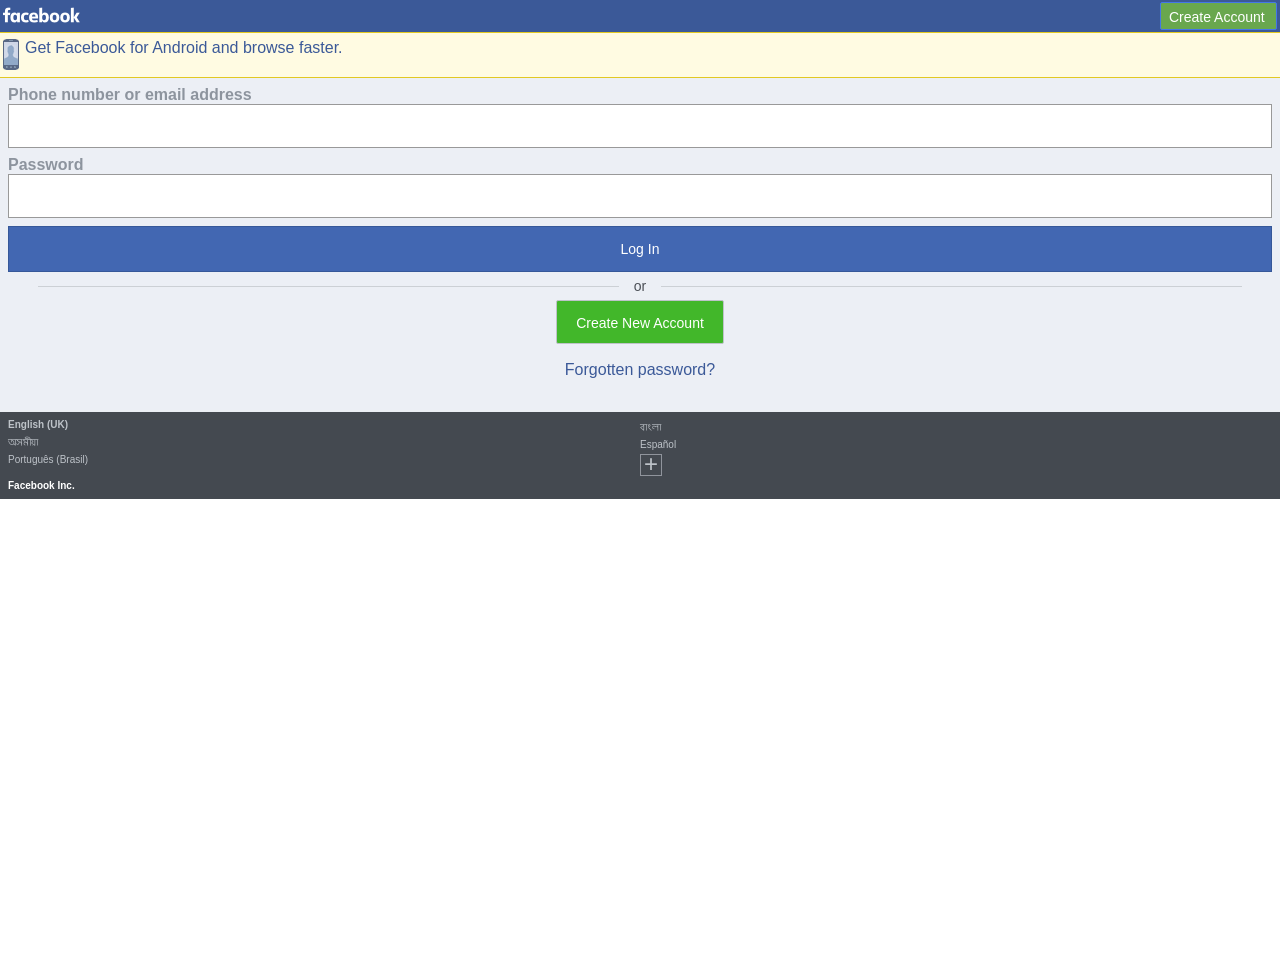 facebook
Create Account
Get Facebook for Android and browse faster.
Phone number or email address
Password
Log In
or
Create New Account
Forgotten password?
English (UK)
অসমীয়া
Português (Brasil)
বাংলা
Español
Facebook Inc.